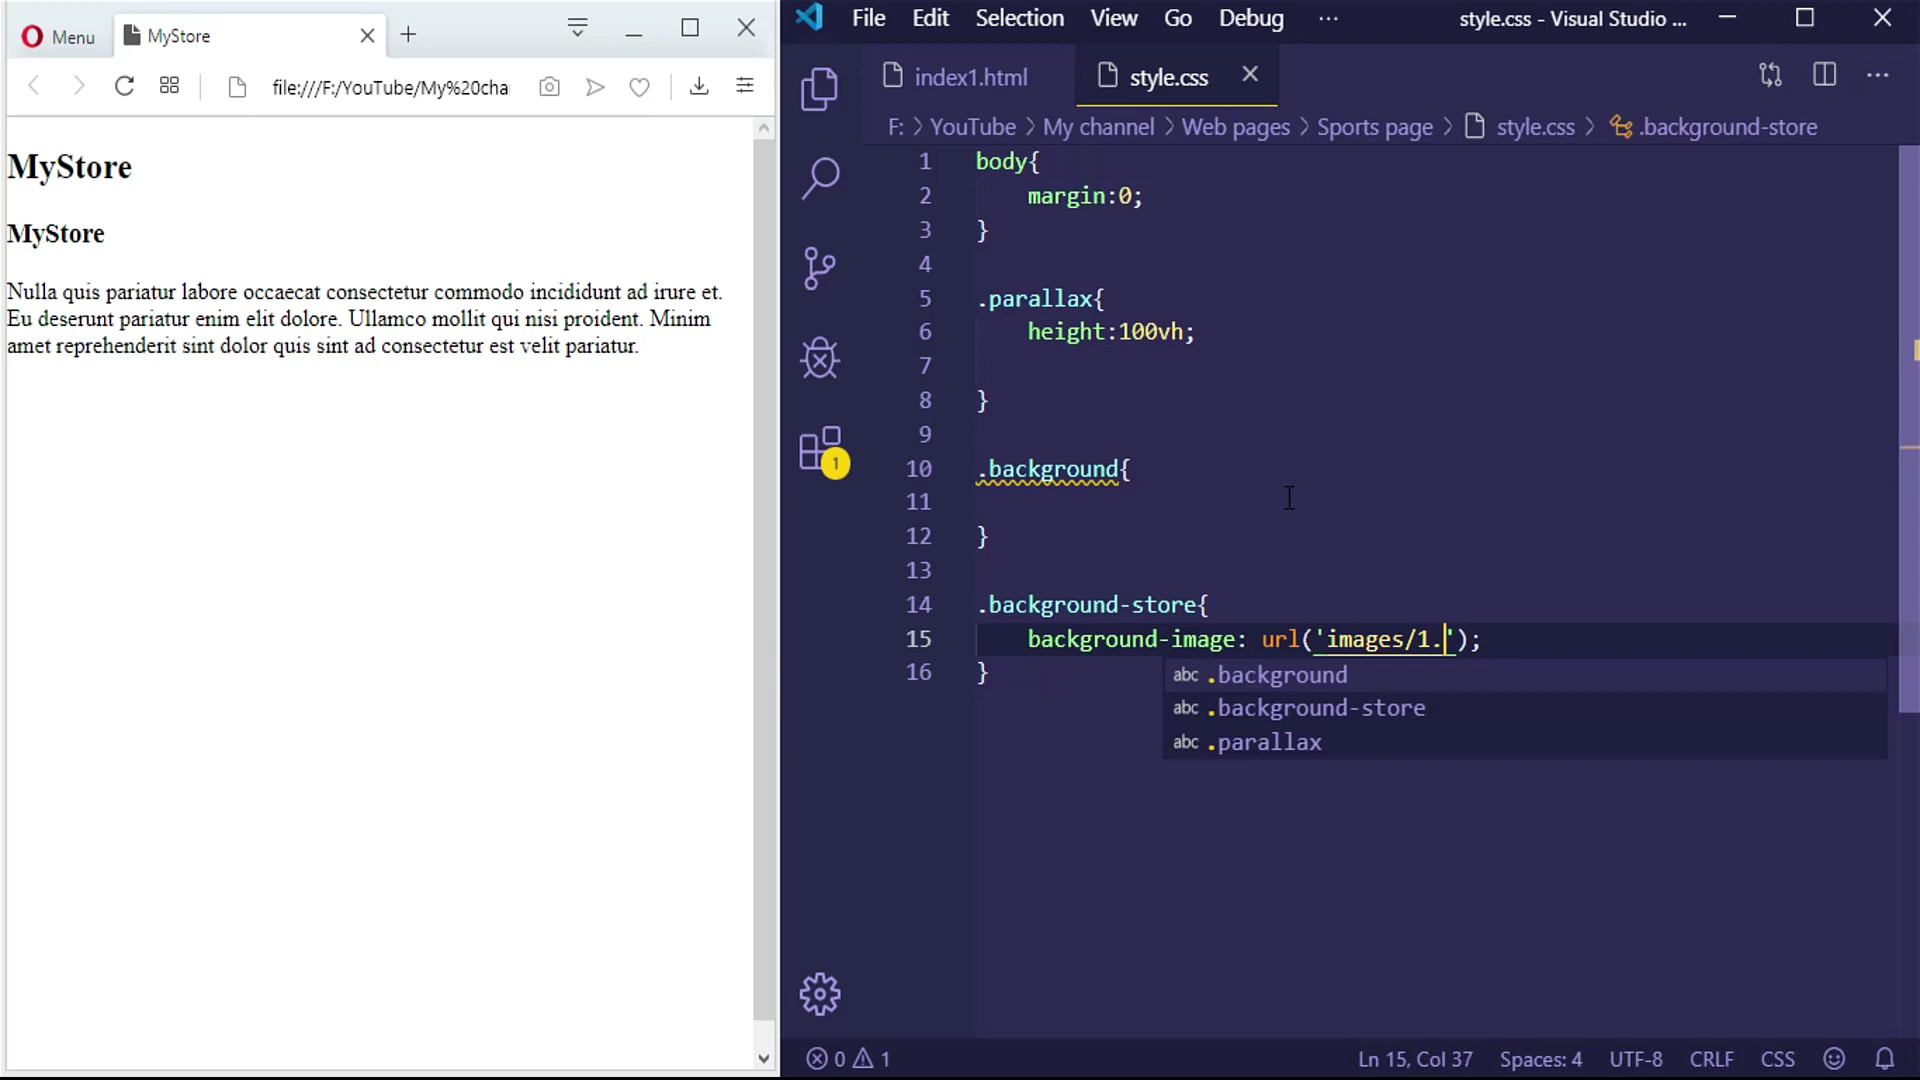 Menu
MyStore
file:///F:/YouTube/My%20cha
MyStore
MyStore
Nulla quis pariatur labore occaecat consectetur commodo incididunt ad irure et.
Eu deserunt pariatur enim elit dolore. Ullamco mollit qui nisi proident. Minim
amet reprehenderit sint dolor quis sint ad consectetur est velit pariatur.
File Edit Selection View Go Debug ··· style.css - Visual Studio ...
index1.html style.css
F: > YouTube > My channel > Web pages > Sports page > style.css > .background-store
1 body{
2 margin:0;
3 }
4
5 .parallax{
6 height:100vh;
7
8 }
9
10 .background{
11
12 }
13
14 .background-store{
15 background-image: url('images/1.');
16 }
abc .background
abc .background-store
abc .parallax
1
0 1 Ln 15, Col 37 Spaces: 4 UTF-8 CRLF CSS